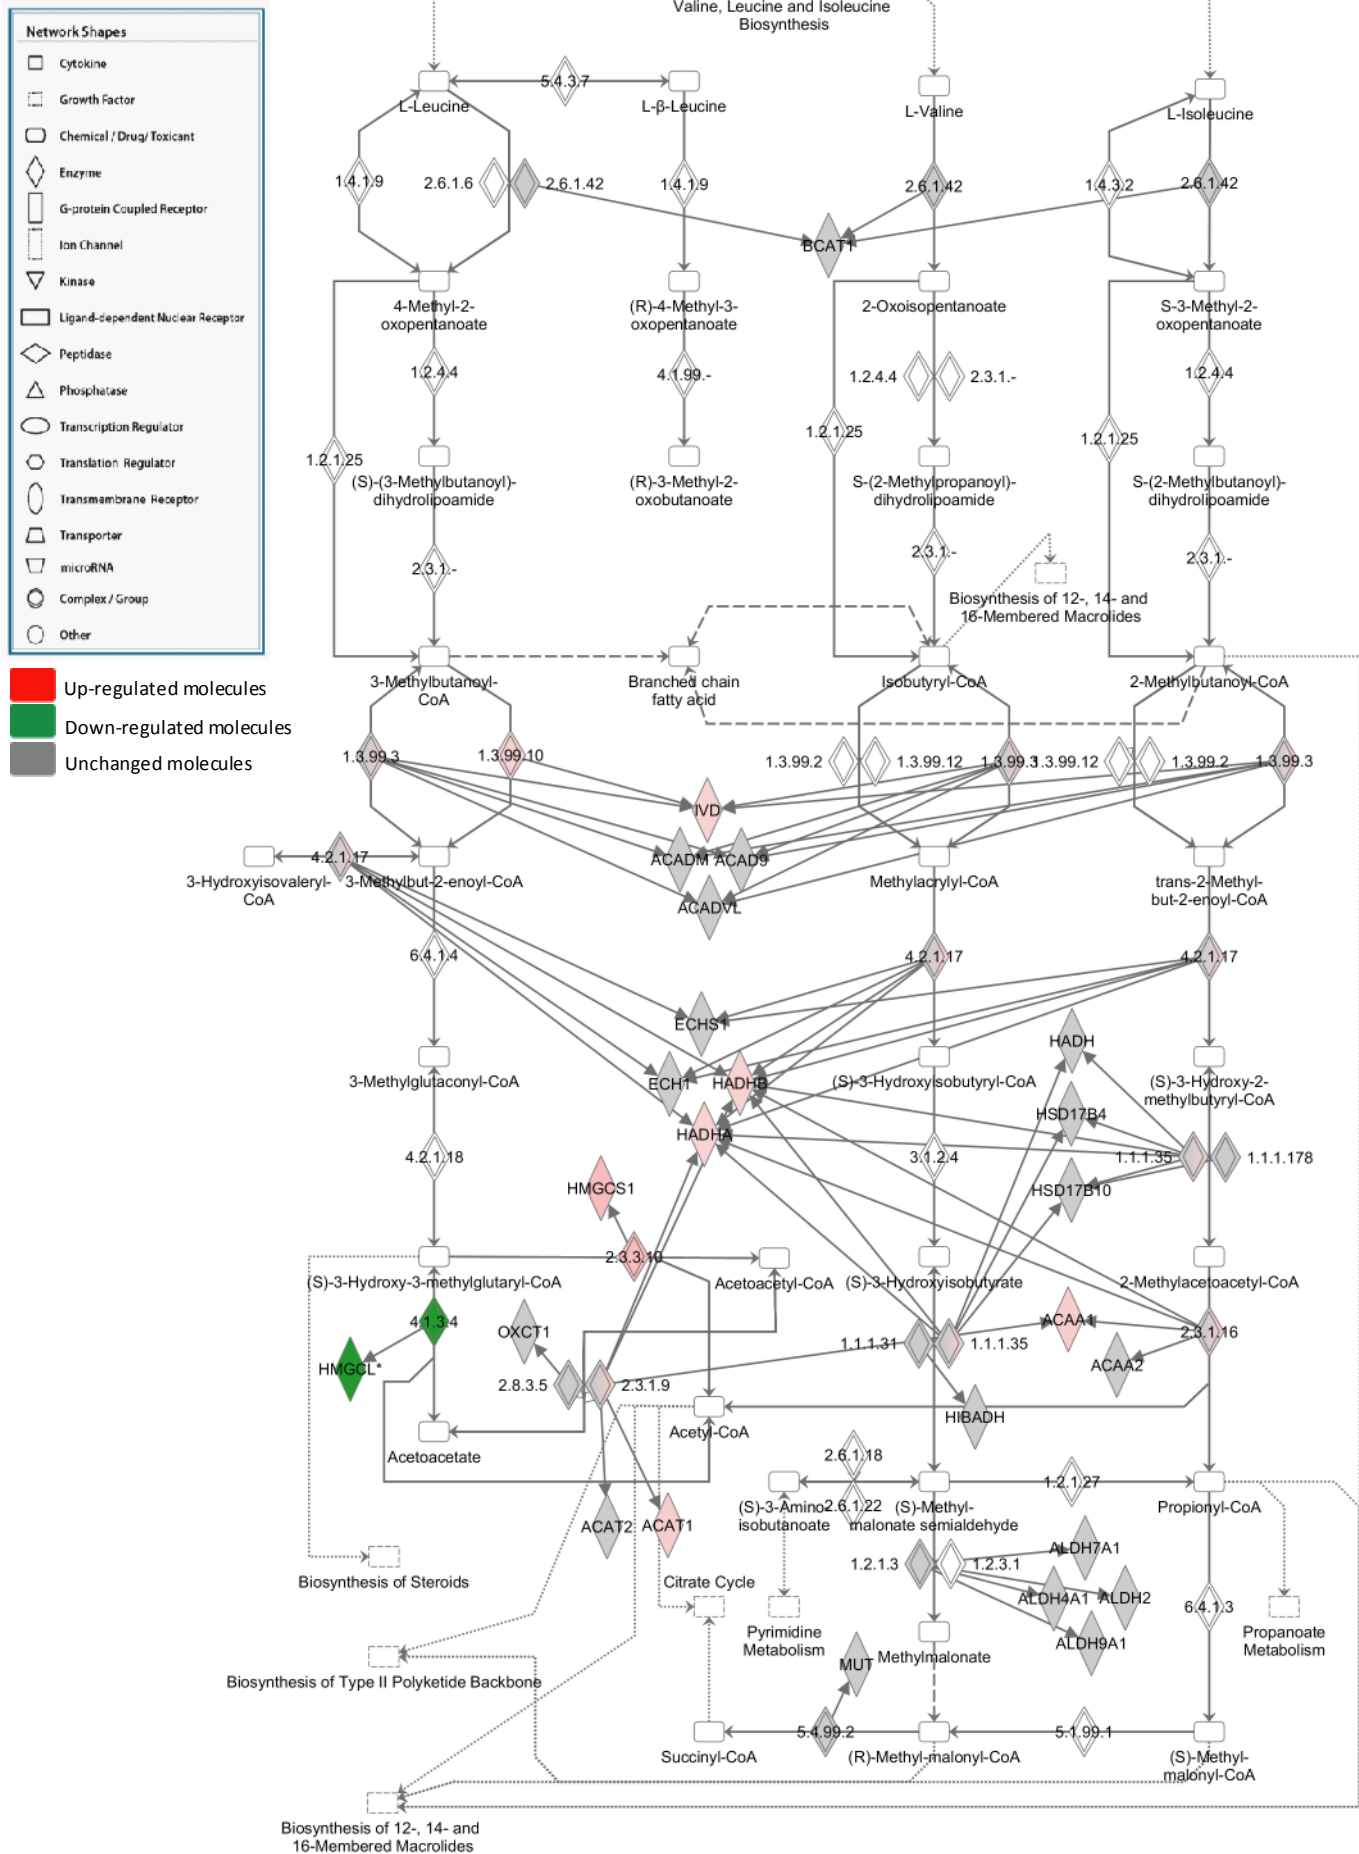 Valine, Leucine and Isoleucine
Biosynthesis
Network Shapes
Cytokine
Growth Factor
Chemical / Drug/ Toxicant
Enzyme
G-protein Coupled Receptor
Ion Channel
Kinase
Ligand-dependent Nuclear Receptor
Peptidase
Phosphatase
Transcription Regulator
Translation Regulator
Transmembrane Receptor
Transporter
microRNA
Complex / Group
Other
Up-regulated molecules
Down-regulated molecules
Unchanged molecules
L-Leucine
5.4.3.7
L-β-Leucine
L-Valine
L-Isoleucine
1.4.1.9
2.6.1.6
2.6.1.42
1.4.1.9
2.6.1.42
1.4.3.2
2.6.1.42
BCAT1
4-Methyl-2-
oxopentanoate
(R)-4-Methyl-3-
oxopentanoate
2-Oxoisopentanoate
S-3-Methyl-2-
oxopentanoate
1.2.4.4
4.1.99.-
1.2.4.4
2.3.1.-
1.2.4.4
1.2.1.25
1.2.1.25
1.2.1.25
(S)-(3-Methylbutanoyl)-
dihydrolipoamide
(R)-3-Methyl-2-
oxobutanoate
S-(2-Methylpropanoyl)-
dihydrolipoamide
S-(2-Methylbutanoyl)-
dihydrolipoamide
2.3.1.-
2.3.1.-
2.3.1.-
Biosynthesis of 12-, 14- and
16-Membered Macrolides
3-Methylbutanoyl-
CoA
Branched chain
fatty acid
Isobutyryl-CoA
2-Methylbutanoyl-CoA
1.3.99.3
1.3.99.10
1.3.99.2
1.3.99.12
1.3.99.3
1.3.99.12
1.3.99.2
1.3.99.3
IVD
ACADM
ACAD9
ACADVL
4.2.1.17
3-Hydroxyisovaleryl-
CoA
3-Methylbut-2-enoyl-CoA
Methylacrylyl-CoA
trans-2-Methyl-
but-2-enoyl-CoA
6.4.1.4
4.2.1.17
4.2.1.17
ECHS1
HADH
3-Methylglutaconyl-CoA
ECH1
HADHB
(S)-3-Hydroxyisobutyryl-CoA
(S)-3-Hydroxy-2-
methylbutyryl-CoA
HSD17B4
HADHA
4.2.1.18
3.1.2.4
1.1.1.35
1.1.1.178
HMGCS1
HSD17B10
2.3.3.10
(S)-3-Hydroxy-3-methylglutaryl-CoA
Acetoacetyl-CoA
(S)-3-Hydroxyisobutyrate
2-Methylacetoacetyl-CoA
4.1.3.4
OXCT1
ACAA1
2.3.1.16
1.1.1.31
1.1.1.35
HMGCL*
ACAA2
2.8.3.5
2.3.1.9
HIBADH
Acetoacetate
Acetyl-CoA
2.6.1.18
1.2.1.27
(S)-3-Amino-
isobutanoate
2.6.1.22
(S)-Methyl-
malonate semialdehyde
Propionyl-CoA
ACAT2
ACAT1
ALDH7A1
1.2.1.3
1.2.3.1
Biosynthesis of Steroids
Citrate Cycle
ALDH4A1
ALDH2
6.4.1.3
Pyrimidine
Metabolism
ALDH9A1
Propanoate
Metabolism
Methylmalonate
MUT
Biosynthesis of Type II Polyketide Backbone
5.4.99.2
5.1.99.1
Succinyl-CoA
(R)-Methyl-malonyl-CoA
(S)-Methyl-
malonyl-CoA
Biosynthesis of 12-, 14- and
16-Membered Macrolides